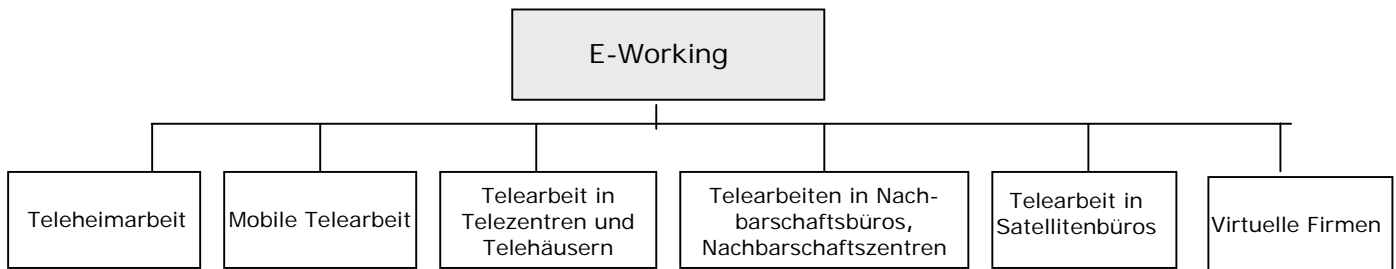 E-Working
Teleheimarbeit
Mobile Telearbeit
Telearbeit in
Telezentren und
Telehäusern
Telearbeiten in Nach-
barschaftsbüros,
Nachbarschaftszentren
Telearbeit in
Satellitenbüros
Virtuelle Firmen